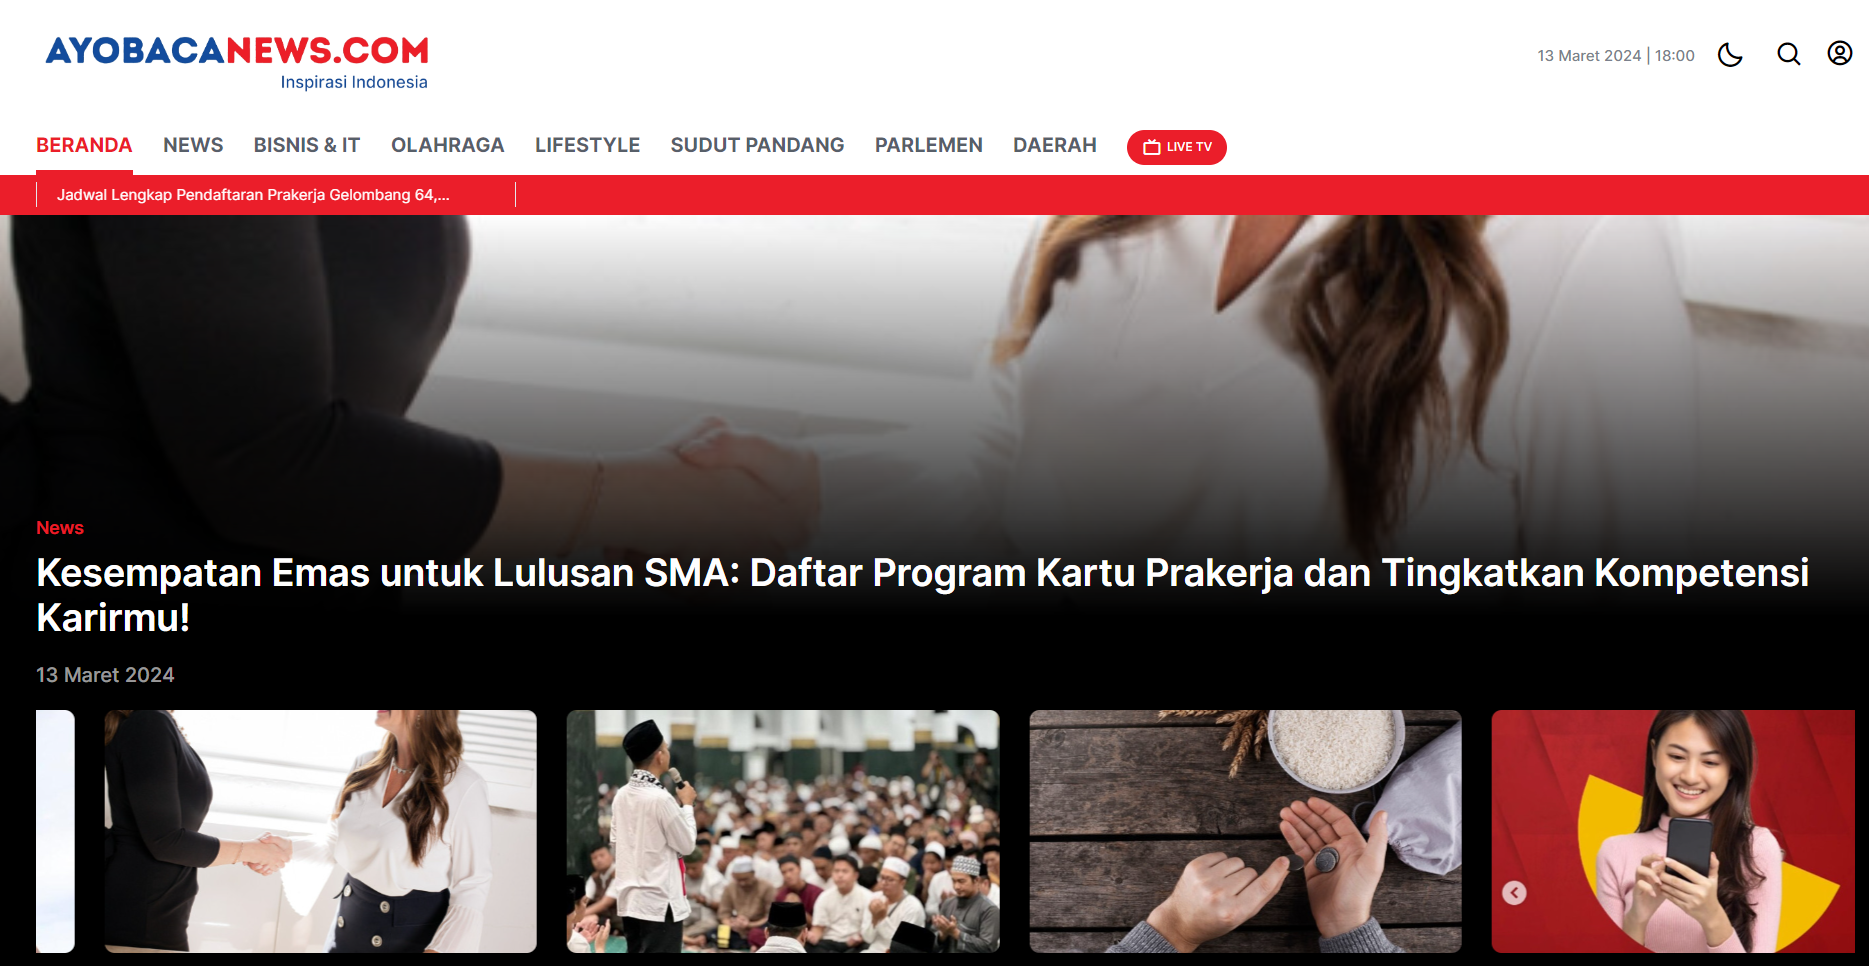 AYOBACANEWS.COM
Inspirasi Indonesia
13 Maret 2024 | 18:00
BERANDA NEWS BISNIS & IT OLAHRAGA LIFESTYLE SUDUT PANDANG PARLEMEN DAERAH LIVE TV
Jadwal Lengkap Pendaftaran Prakerja Gelombang 64,...
News
Kesempatan Emas untuk Lulusan SMA: Daftar Program Kartu Prakerja dan Tingkatkan Kompetensi
Karirmu!
13 Maret 2024